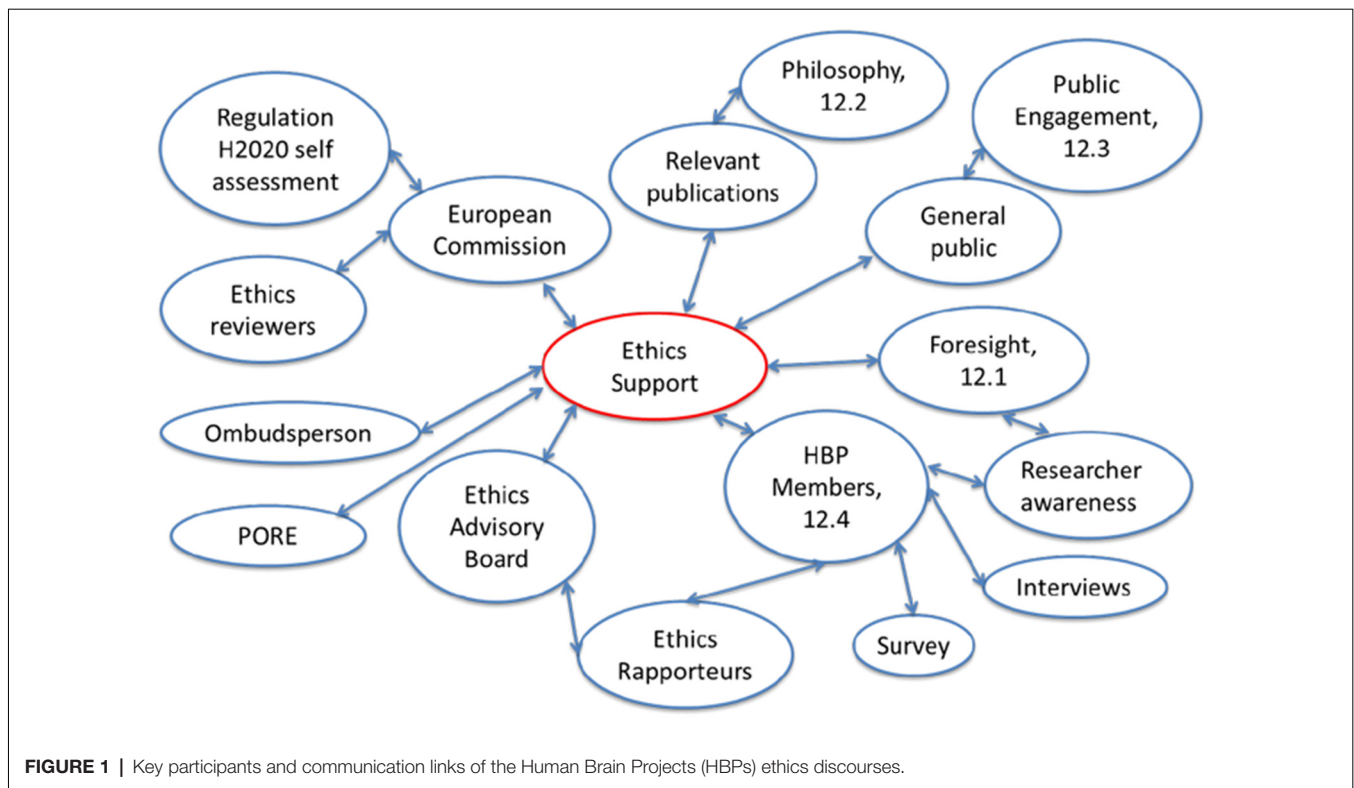 Philosophy,
12.2
Public
Engagement,
12.3
Regulation
H2020 self
assessment
Relevant
publications
European
Commission
General
public
Ethics
reviewers
Ethics
Support
Foresight,
12.1
Ombudsperson
HBP
Members,
12.4
Researcher
awareness
Ethics
Advisory
Board
PORE
Interviews
Ethics
Rapporteurs
Survey
FIGURE 1 | Key participants and communication links of the Human Brain Projects (HBPs) ethics discourses.